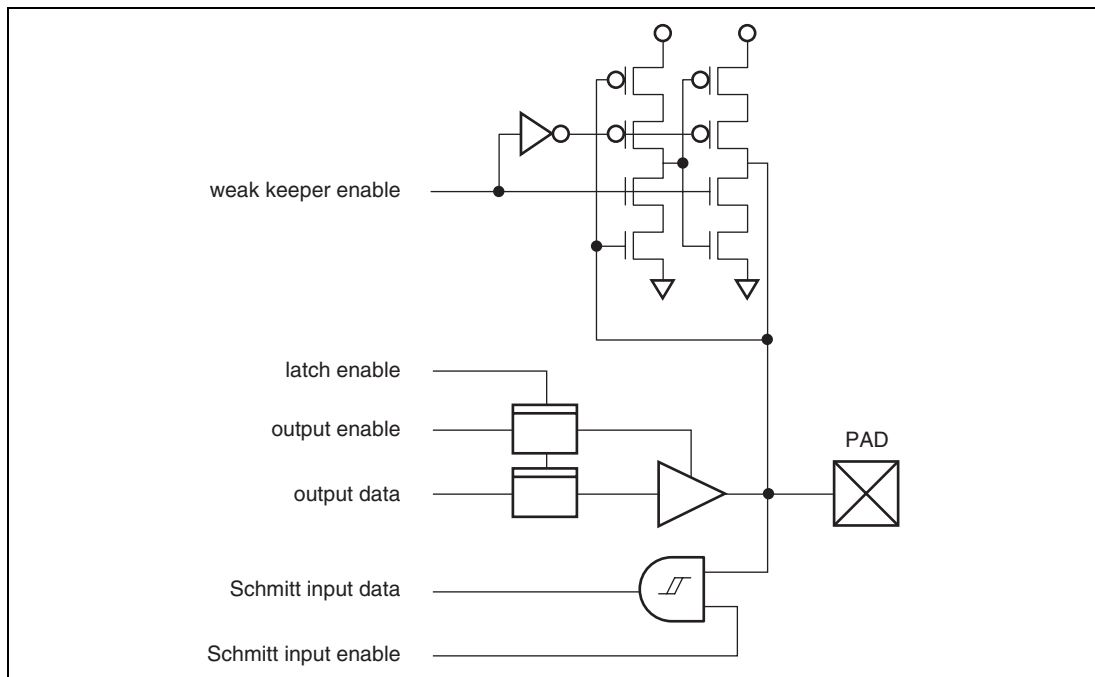 weak keeper enable
latch enable
output enable
PAD
output data
Schmitt input data
Schmitt input enable